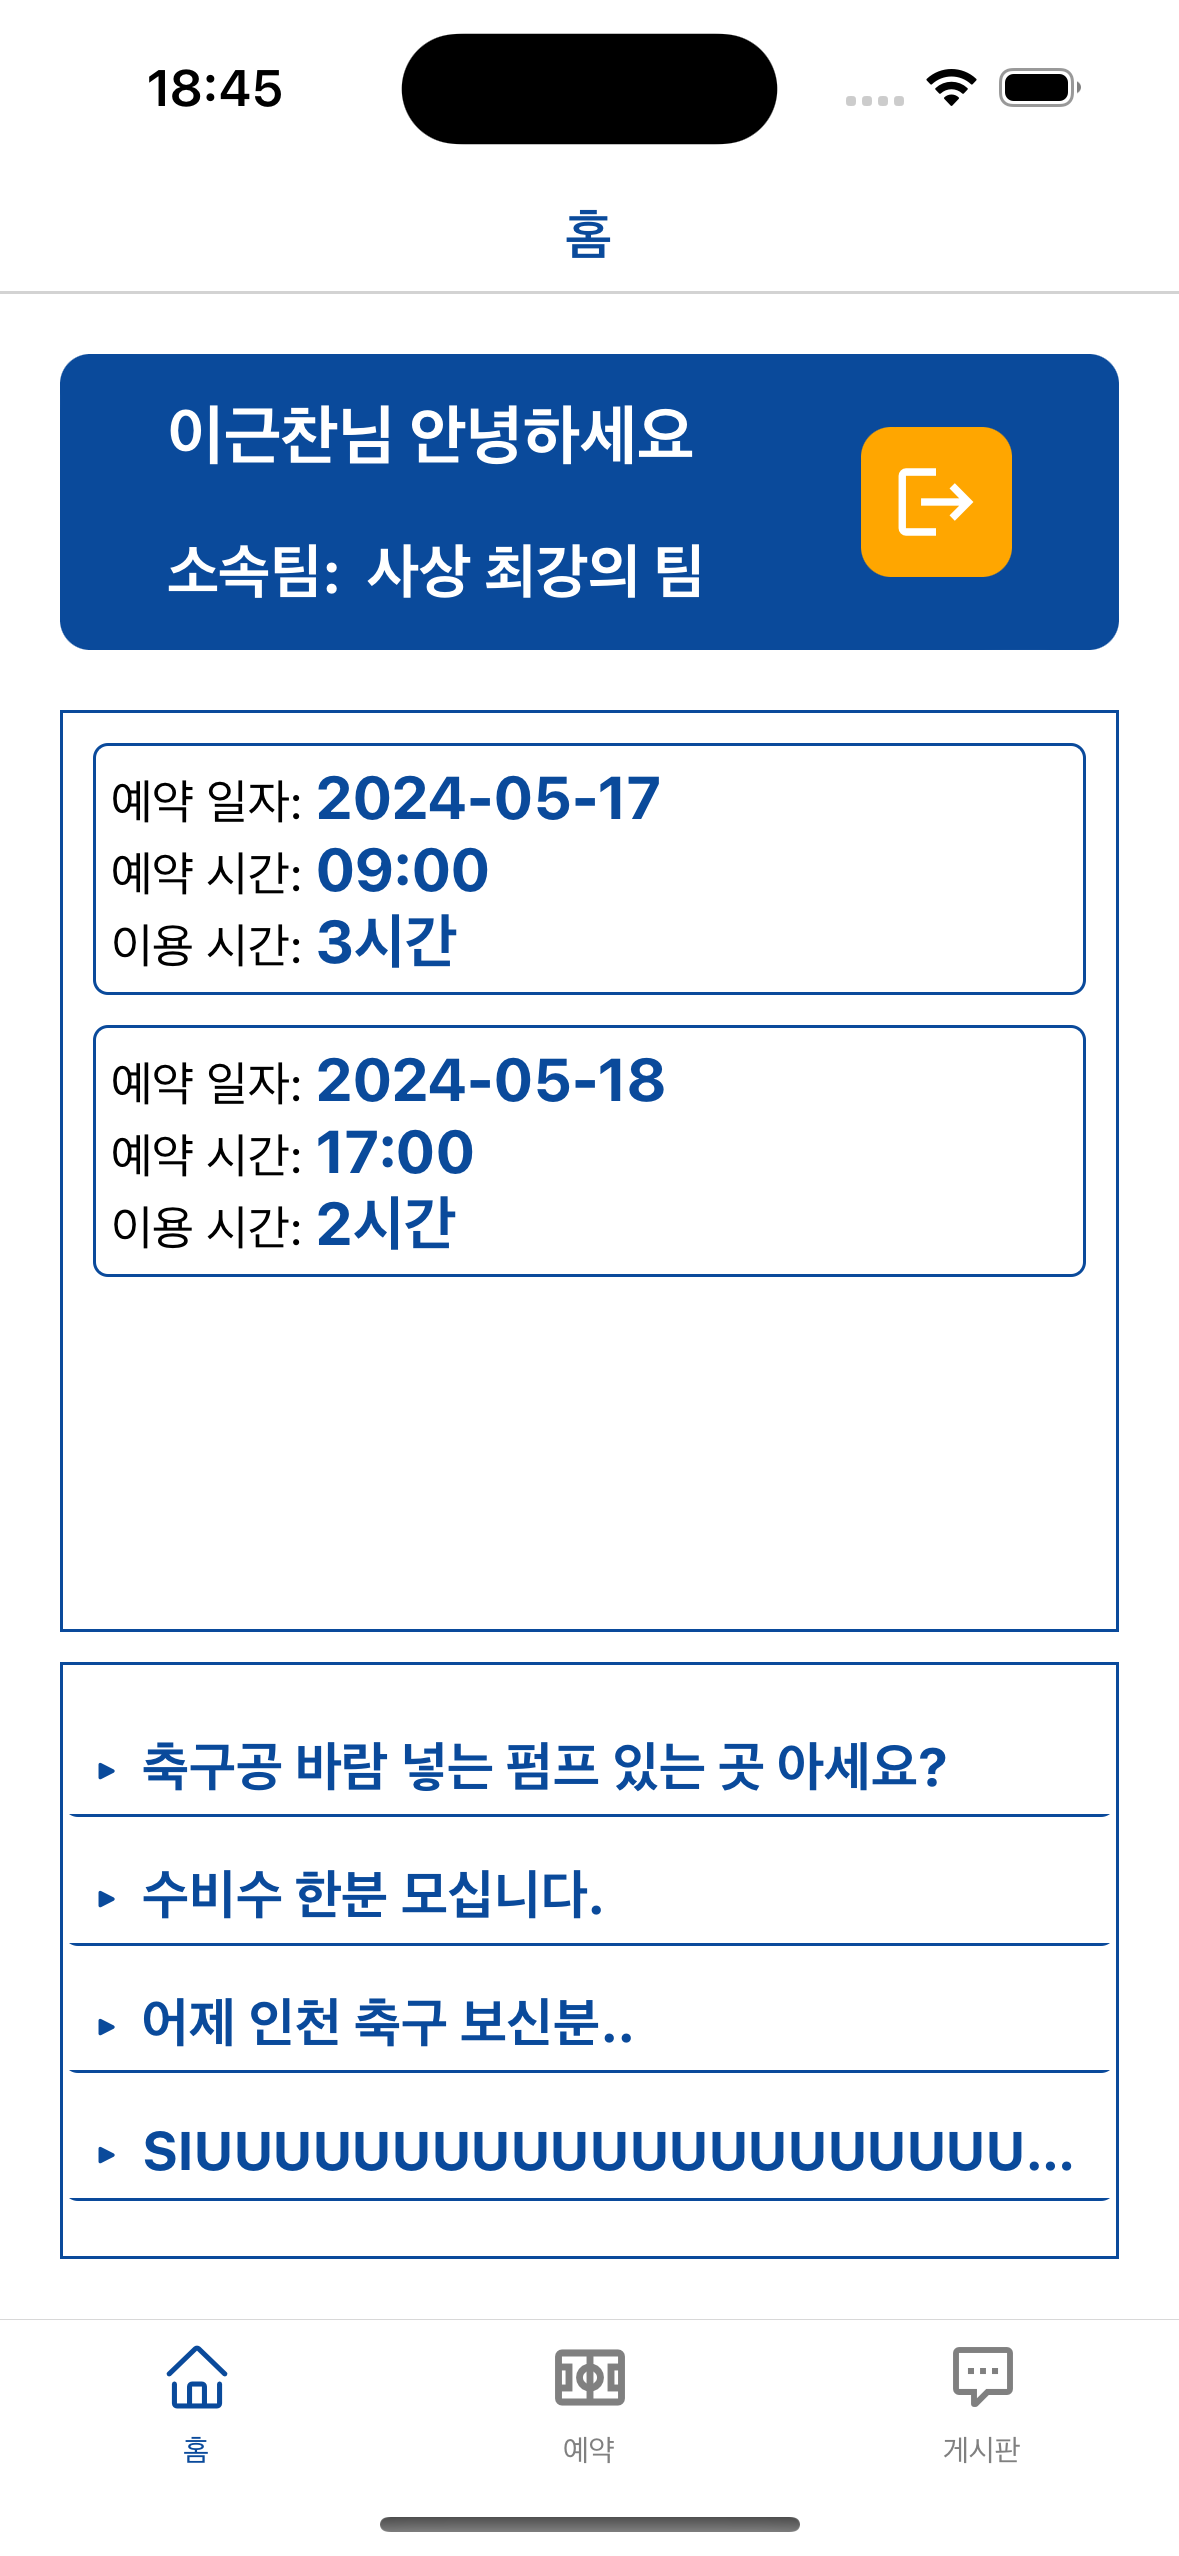 18:45
홈
이근찬님 안녕하세요
소속팀: 사상 최강의 팀
예약 일자: 2024-05-17
예약 시간: 09:00
이용 시간: 3시간
예약 일자: 2024-05-18
예약 시간: 17:00
이용 시간: 2시간
축구공 바람 넣는 펌프 있는 곳 아세요?
수비수 한분 모십니다.
어제 인천 축구 보신분..
SIUUUUUUUUUUUUUUUUUUUUU...
홈
예약
게시판